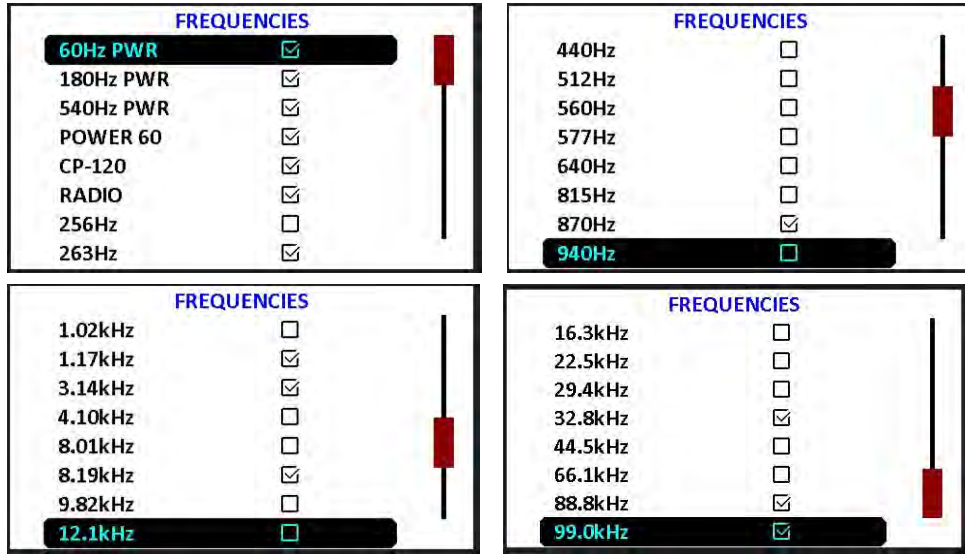 FREQUENCIES
60Hz PWR
180Hz PWR
540Hz PWR
POWER 60
CP-120
RADIO
256Hz
263Hz
FREQUENCIES
440Hz
512Hz
560Hz
577Hz
640Hz
815Hz
870Hz
940Hz
FREQUENCIES
1.02kHz
1.17kHz
3.14kHz
4.10kHz
8.01kHz
8.19kHz
9.82kHz
12.1kHz
FREQUENCIES
16.3kHz
22.5kHz
29.4kHz
32.8kHz
44.5kHz
66.1kHz
88.8kHz
99.0kHz